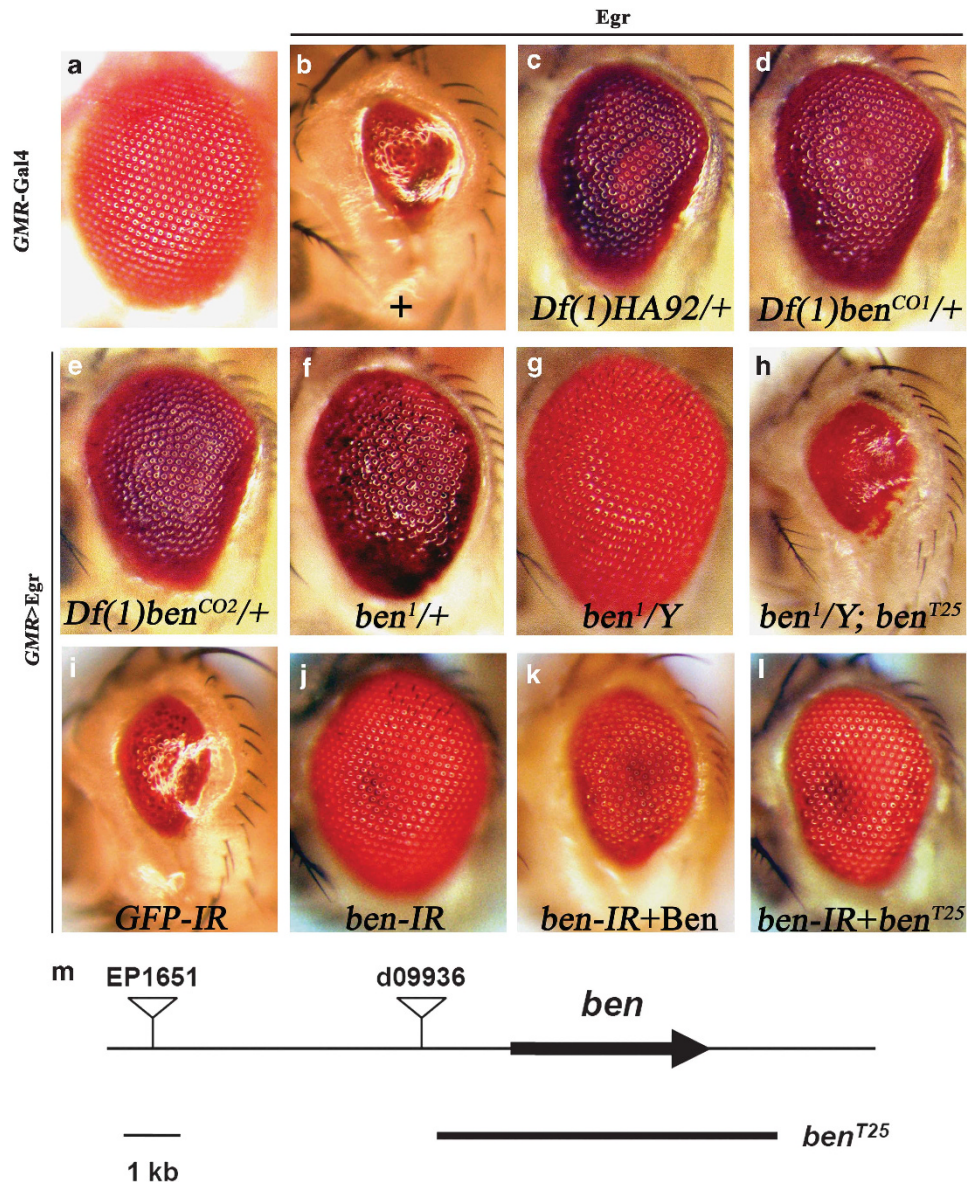 Egr
GMR-Gal4
a
b
+
c
Df(1)HA92/+
d
Df(1)ben^CO1/+
GMR>Egr
e
Df(1)ben^CO2/+
f
ben^1/+
g
ben^1/Y
h
ben^1/Y; ben^T25
i
GFP-IR
j
ben-IR
k
ben-IR+Ben
l
ben-IR+ben^T25
m
EP1651
d09936
ben
ben^T25
1 kb